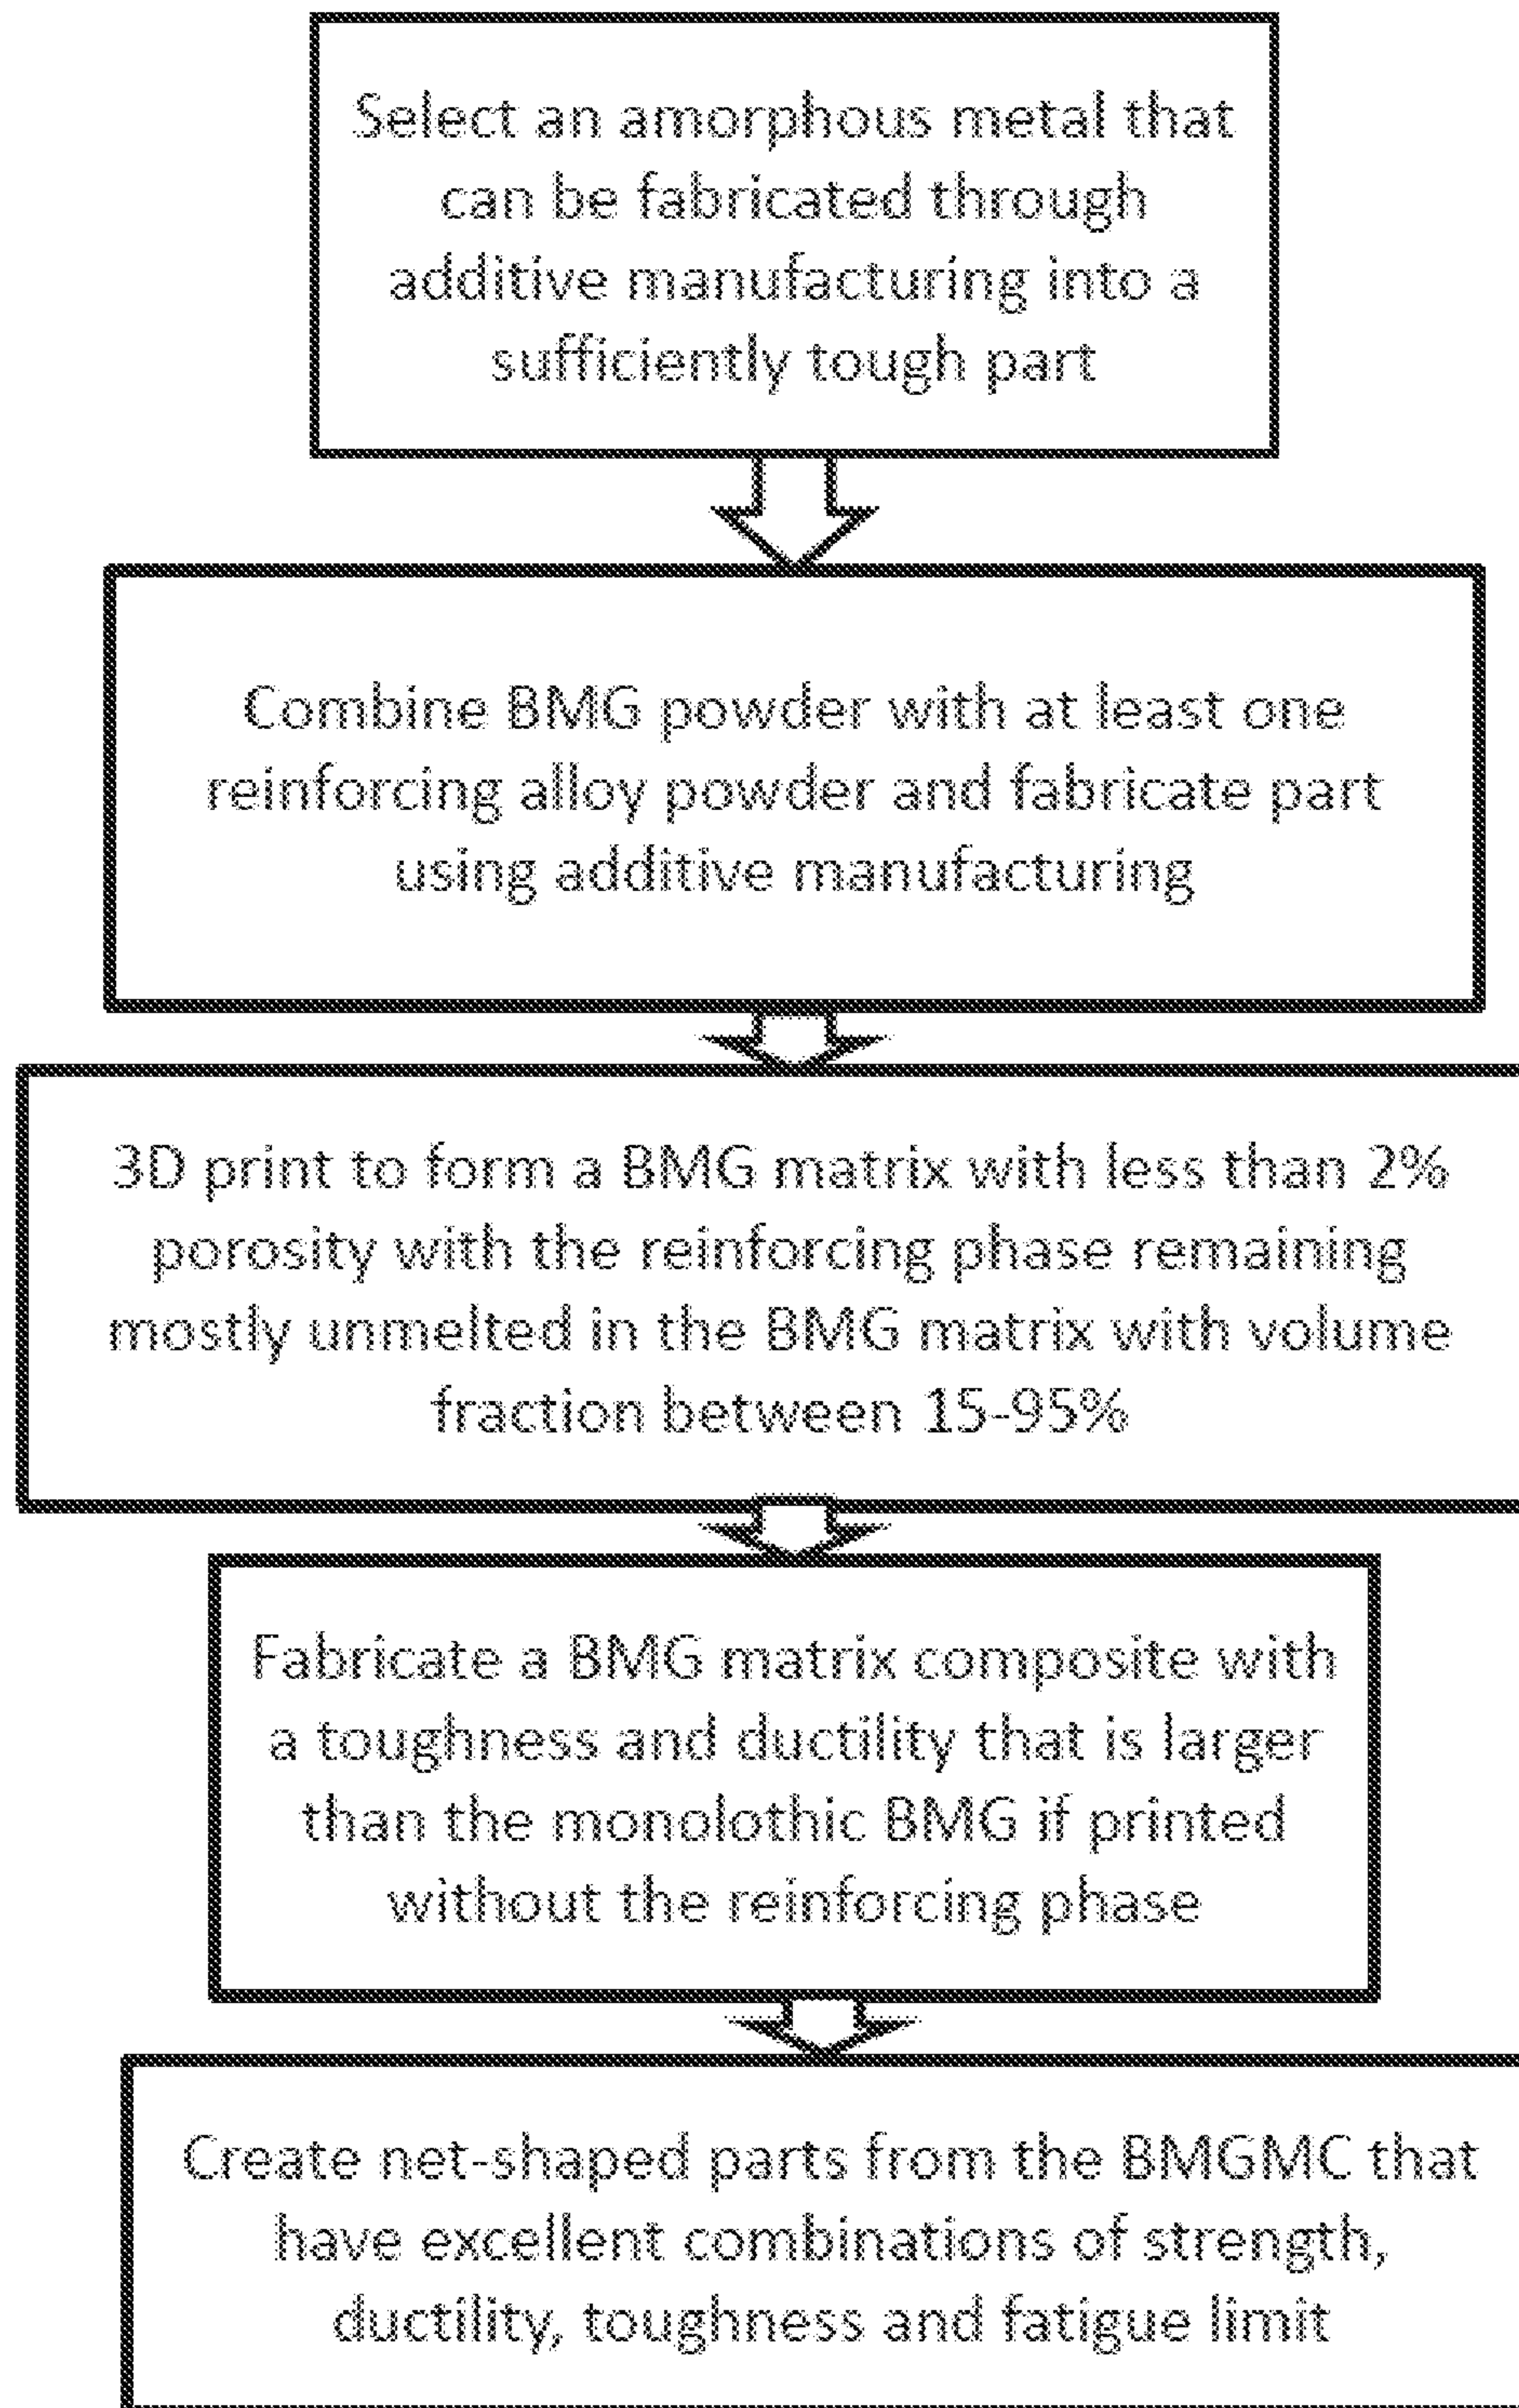 Select an amorphous metal that
can be fabricated through
additive manufacturing into a
sufficiently tough part
Combine BMG powder with at least one
reinforcing alloy powder and fabricate part
using additive manufacturing
3D print to form a BMG matrix with less than 2%
porosity with the reinforcing phase remaining
mostly unmelted in the BMG matrix with volume
fraction between 15-95%
Fabricate a BMG matrix composite with
a toughness and ductility that is larger
than the monolothic BMG if printed
without the reinforcing phase
Create net-shaped parts from the BMGMC that
have excellent combinations of strength,
ductility, toughness and fatigue limit